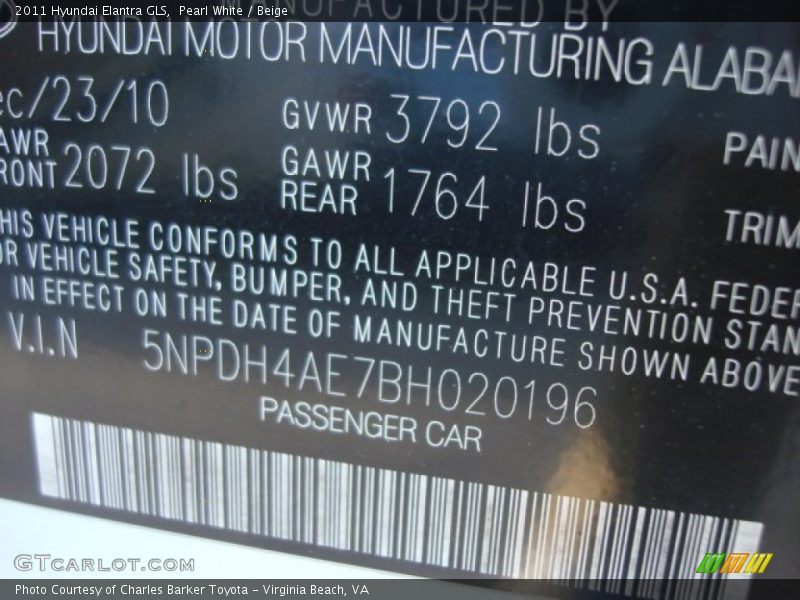 2011 Hyundai Elantra GLS, Pearl White / Beige
MANUFACTURED BY
HYUNDAI MOTOR MANUFACTURING ALABA
ec/23/10
GVWR 3792 lbs
PAIN
AWR
RONT 2072 lbs
GAWR
REAR 1764 lbs
TRIM
HIS VEHICLE CONFORMS TO ALL APPLICABLE U.S.A. FEDER
OR VEHICLE SAFETY, BUMPER, AND THEFT PREVENTION STAN
IN EFFECT ON THE DATE OF MANUFACTURE SHOWN ABOVE
V.I.N 5NPDH4AE7BH020196
PASSENGER CAR
GTCARLOT.COM
Photo Courtesy of Charles Barker Toyota - Virginia Beach, VA